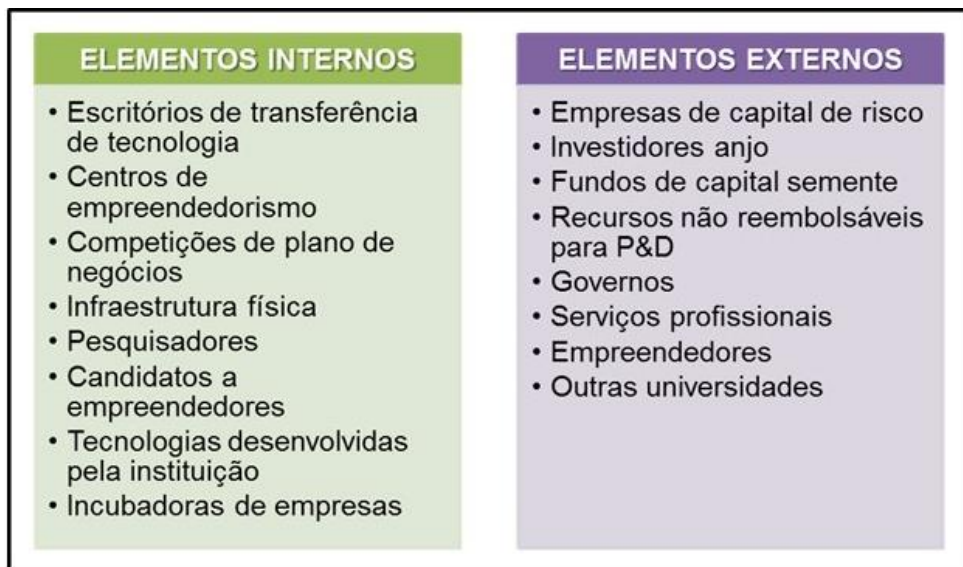 ELEMENTOS INTERNOS
• Escritórios de transferência
de tecnologia
• Centros de
empreendedorismo
• Competições de plano de
negócios
• Infraestrutura física
• Pesquisadores
• Candidatos a
empreendedores
• Tecnologias desenvolvidas
pela instituição
• Incubadoras de empresas
ELEMENTOS EXTERNOS
• Empresas de capital de risco
• Investidores anjo
• Fundos de capital semente
• Recursos não reembolsáveis
para P&D
• Governos
• Serviços profissionais
• Empreendedores
• Outras universidades